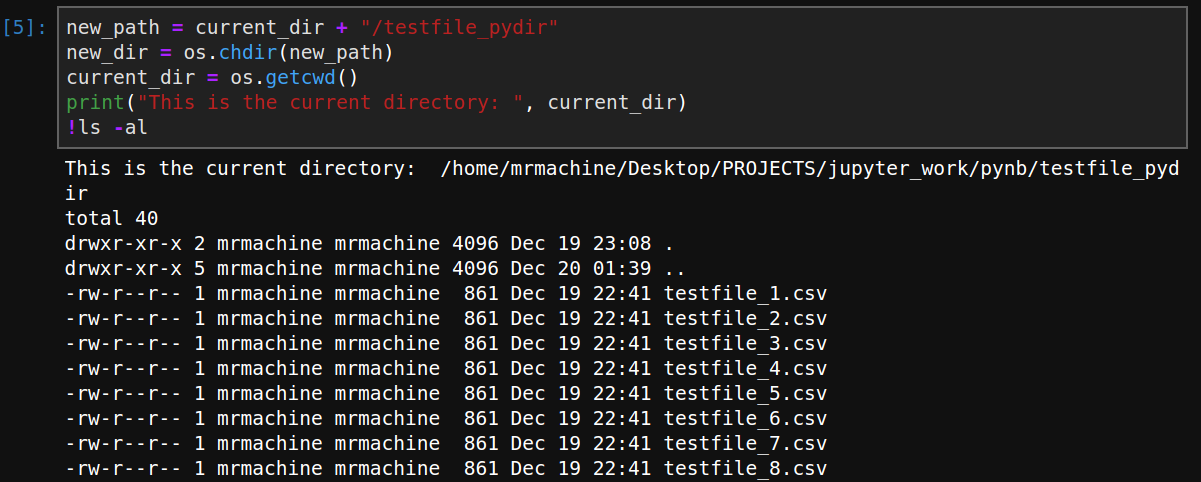 [5]: new_path = current_dir + "/testfile_pydir"
new_dir = os.chdir(new_path)
current_dir = os.getcwd()
print("This is the current directory: ", current_dir)
!ls -al
This is the current directory:  /home/mrmachine/Desktop/PROJECTS/jupyter_work/pynb/testfile_pyd
ir
total 40
drwxr-xr-x 2 mrmachine mrmachine 4096 Dec 19 23:08 .
drwxr-xr-x 5 mrmachine mrmachine 4096 Dec 20 01:39 ..
-rw-r--r-- 1 mrmachine mrmachine  861 Dec 19 22:41 testfile_1.csv
-rw-r--r-- 1 mrmachine mrmachine  861 Dec 19 22:41 testfile_2.csv
-rw-r--r-- 1 mrmachine mrmachine  861 Dec 19 22:41 testfile_3.csv
-rw-r--r-- 1 mrmachine mrmachine  861 Dec 19 22:41 testfile_4.csv
-rw-r--r-- 1 mrmachine mrmachine  861 Dec 19 22:41 testfile_5.csv
-rw-r--r-- 1 mrmachine mrmachine  861 Dec 19 22:41 testfile_6.csv
-rw-r--r-- 1 mrmachine mrmachine  861 Dec 19 22:41 testfile_7.csv
-rw-r--r-- 1 mrmachine mrmachine  861 Dec 19 22:41 testfile_8.csv